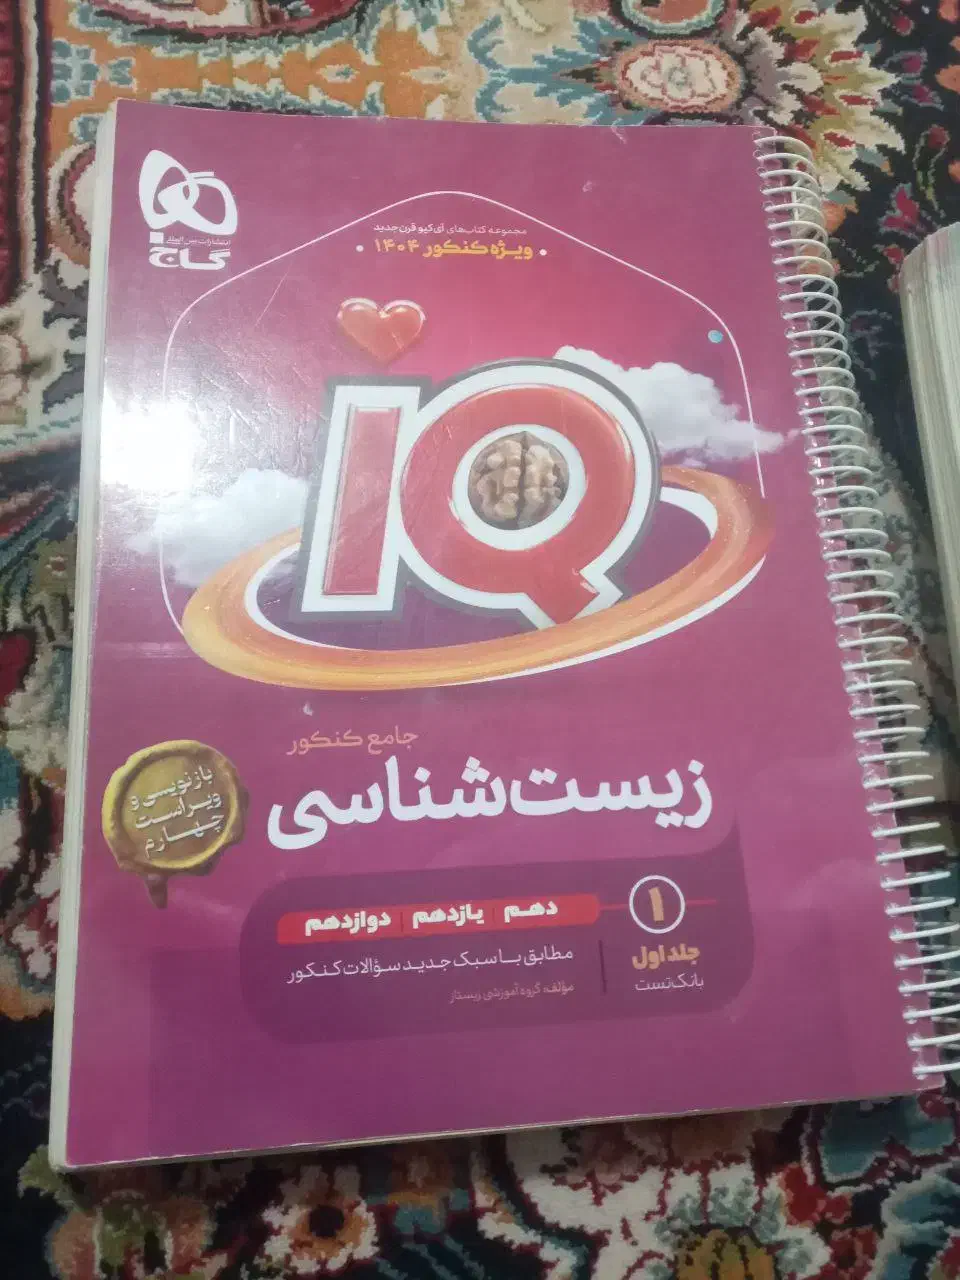 انتشارات بین المللی
گاج
مجموعه کتاب‌های آی‌کیو قرن جدید
• ویژه کنکور ۱۴۰۴ •
IQ
جامع کنکور
زیست‌شناسی
بازنویسی و
ویراست
چهارم
۱
جلد اول
بانک تست
دهم | یازدهم | دوازدهم
مطابق با سبک جدید سؤالات کنکور
مؤلف: گروه آموزشی زیستاز